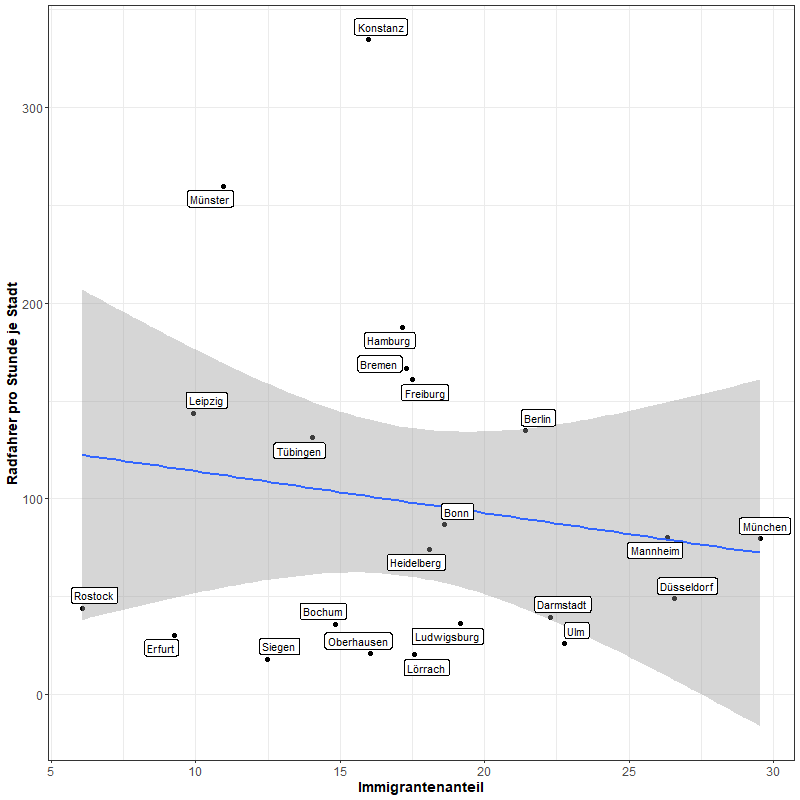 Konstanz
300
Münster
200
Hamburg
Bremen
Freiburg
Leipzig
Berlin
Tübingen
100
Bonn
München
Mannheim
Heidelberg
Düsseldorf
Rostock
Darmstadt
Bochum
Ulm
Erfurt
Siegen
Oberhausen
Ludwigsburg
Lörrach
0
5
10
15
20
25
30
Immigrantenanteil
Radfahrer pro Stunde je Stadt